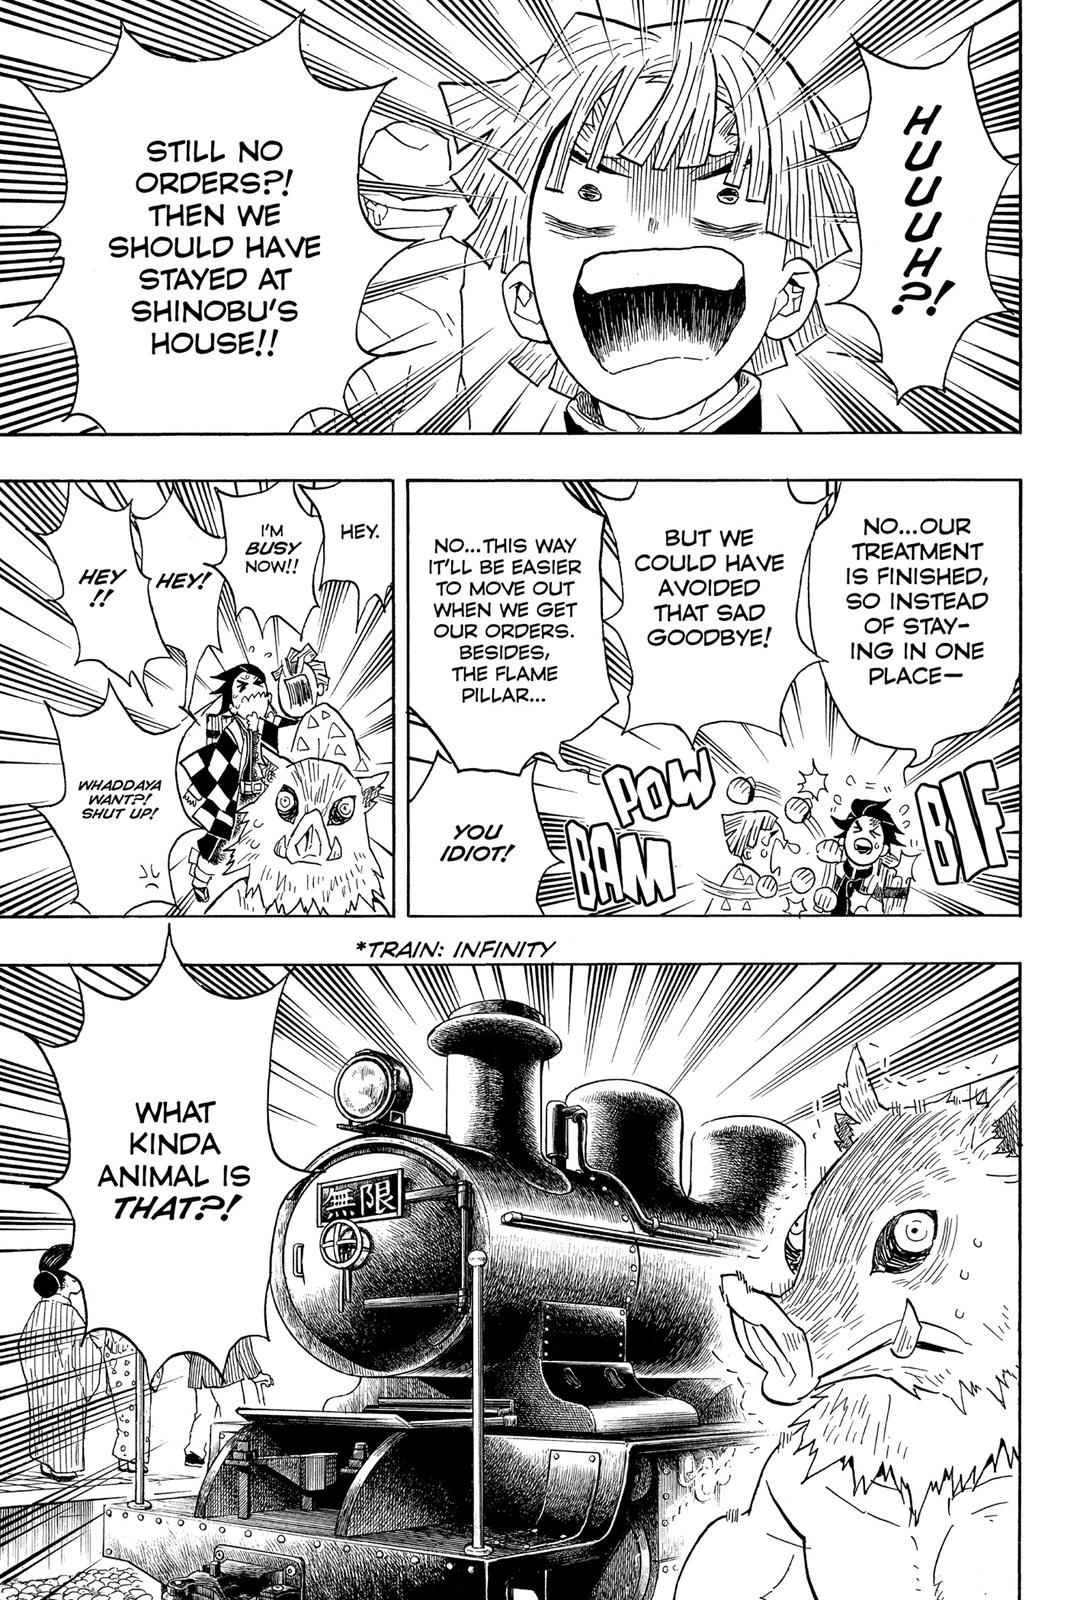 HUUUH?!
STILL NO
ORDERS?!
THEN WE
SHOULD HAVE
STAYED AT
SHINOBU'S
HOUSE!!
NO...OUR
TREATMENT
IS FINISHED,
SO INSTEAD
OF STAY-
ING IN ONE
PLACE—
BUT WE
COULD HAVE
AVOIDED
THAT SAD
GOODBYE!
NO...THIS WAY
IT'LL BE EASIER
TO MOVE OUT
WHEN WE GET
OUR ORDERS.
BESIDES,
THE FLAME
PILLAR...
BIF
POW
BAM
YOU
IDIOT!
HEY.
I'M
BUSY
NOW!!
HEY!
HEY
!!
WHADDAYA
WANT?!
SHUT UP!
*TRAIN: INFINITY
WHAT
KINDA
ANIMAL IS
THAT?!
無限